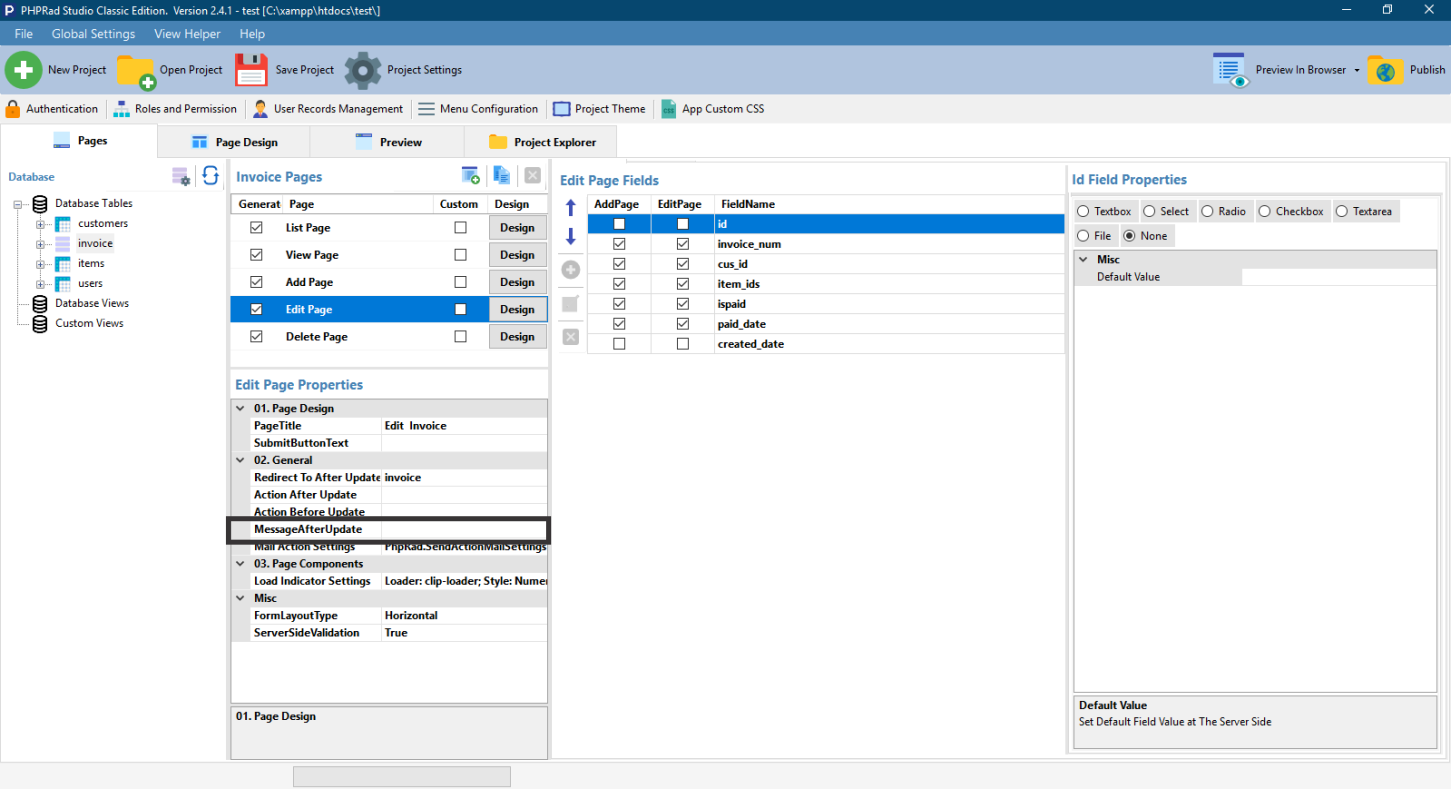 PHPRad Studio Classic Edition. Version 2.4.1 - test [C:\xampp\htdocs\test\]
File Global Settings View Helper Help
New Project Open Project Save Project Project Settings Preview In Browser Publish
Authentication Roles and Permission User Records Management Menu Configuration Project Theme App Custom CSS
Pages Page Design Preview Project Explorer
Database
Database Tables
customers
invoice
items
users
Database Views
Custom Views
Invoice Pages
Generat Page Custom Design
List Page Design
View Page Design
Add Page Design
Edit Page Design
Delete Page Design
Edit Page Properties
01. Page Design
PageTitle Edit Invoice
SubmitButtonText
02. General
Redirect To After Update invoice
Action After Update
Action Before Update
MessageAfterUpdate
Mail Action Settings PhpRad.SendActionMailSettings
03. Page Components
Load Indicator Settings Loader: clip-loader; Style: Numer
Misc
FormLayoutType Horizontal
ServerSideValidation True
01. Page Design
Edit Page Fields
AddPage EditPage FieldName
id
invoice_num
cus_id
item_ids
ispaid
paid_date
created_date
Id Field Properties
Textbox Select Radio Checkbox Textarea
File None
Misc
Default Value
Default Value
Set Default Field Value at The Server Side